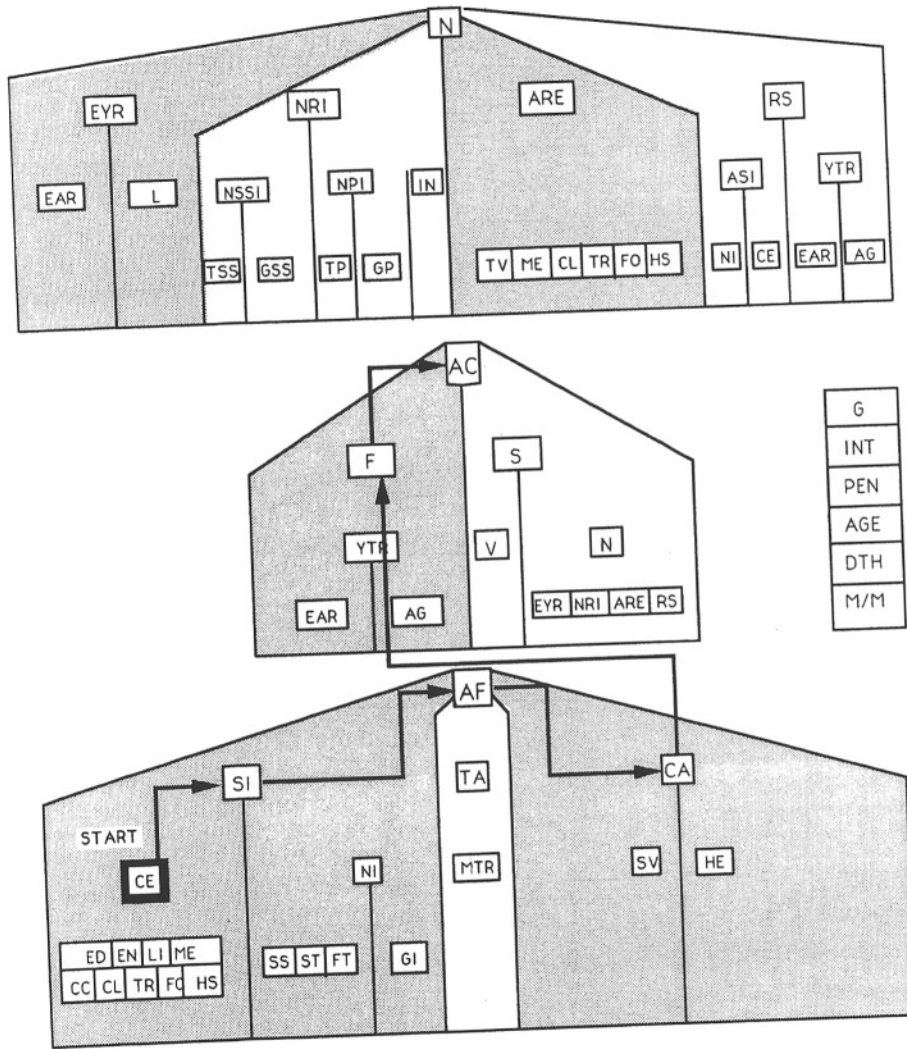 N
EYR NRI ARE RS
EAR L NSSI NPI IN ASI YTR
TSS GSS TP GP TV ME CL TR FO HS NI CE EAR AG
AC
F S
YTR V N
EAR AG EYR NRI ARE RS
G
INT
PEN
AGE
DTH
M/M
AF
SI TA CA
START
CE NI MTR SV HE
ED EN LI ME
CC CL TR FO HS SS ST FT GI